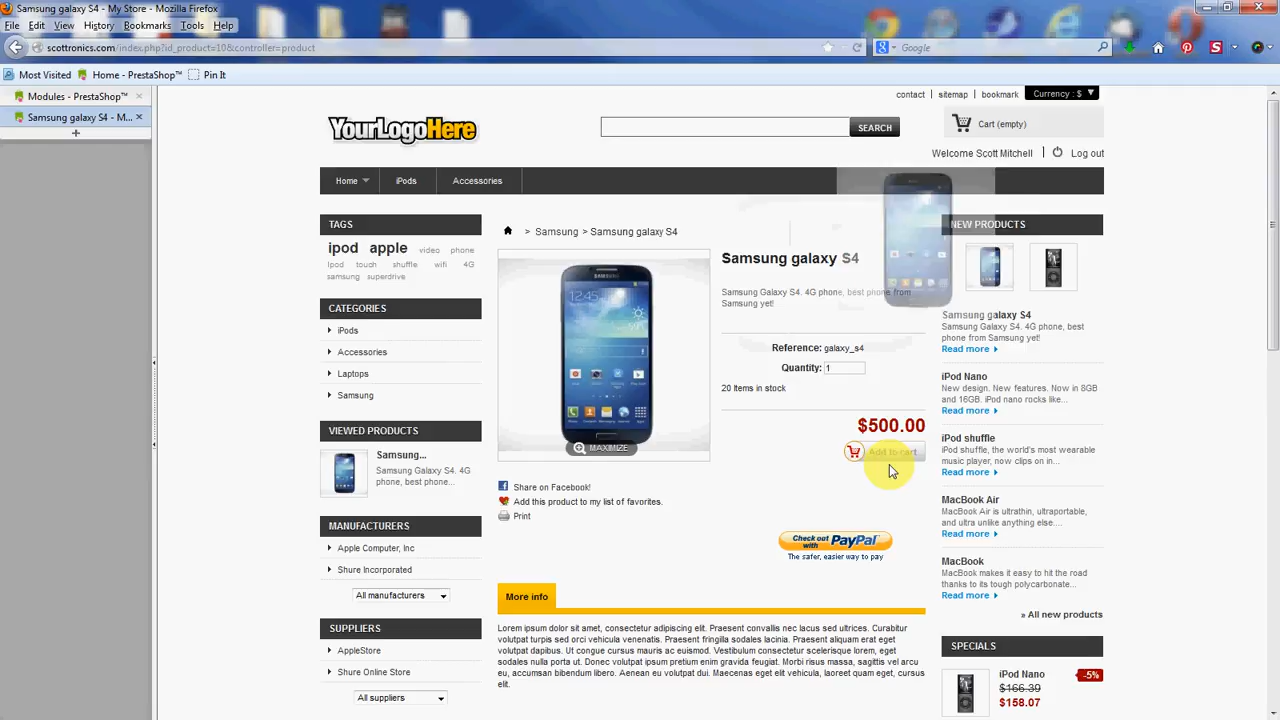 Samsung galaxy S4 - My Store - Mozilla Firefox
File Edit View History Bookmarks Tools Help
scottronics.com/index.php?id_product=10&controller=product
Google
Most Visited Home - PrestaShop™ Pin It
Modules - PrestaShop™
Samsung galaxy S4 - M...
contact sitemap bookmark Currency : $
YourLogoHere
SEARCH
Cart (empty)
Welcome Scott Mitchell Log out
Home iPods Accessories
TAGS
ipod apple video phone
Ipod touch shuffle wifi 4G
samsung superdrive
CATEGORIES
iPods
Accessories
Laptops
Samsung
VIEWED PRODUCTS
Samsung...
Samsung Galaxy S4. 4G
phone, best phone...
MANUFACTURERS
Apple Computer, Inc
Shure Incorporated
All manufacturers
SUPPLIERS
AppleStore
Shure Online Store
All suppliers
> Samsung > Samsung galaxy S4
SAMSUNG
MAXIMIZE
Share on Facebook!
Add this product to my list of favorites.
Print
Samsung galaxy S4
Samsung Galaxy S4. 4G phone, best phone from
Samsung yet!
Reference: galaxy_s4
Quantity: 1
20 Items in stock
$500.00
Add to cart
Check out with PayPal
The safer, easier way to pay
More info
Lorem ipsum dolor sit amet, consectetur adipiscing elit. Praesent convallis nec lacus sed ultrices. Curabitur
volutpat turpis sed orci vehicula venenatis. Praesent fringilla sodales lacinia. Praesent aliquam erat eget
volutpat dapibus. Ut congue cursus mauris ac euismod. Vestibulum consectetur scelerisque lorem, eget
sodales nulla porta ut. Donec volutpat ipsum pretium enim gravida feugiat. Morbi risus massa, sagittis vel arcu
eu, accumsan bibendum libero. Aenean eu volutpat dui. Maecenas eget elit vehicula, laoreet quam eget, cursus
elit.
NEW PRODUCTS
Samsung galaxy S4
Samsung Galaxy S4. 4G phone, best
phone from Samsung yet!
Read more
iPod Nano
New design. New features. Now in 8GB
and 16GB. iPod nano rocks like...
Read more
iPod shuffle
iPod shuffle, the world's most wearable
music player, now clips on in...
Read more
MacBook Air
MacBook Air is ultrathin, ultraportable,
and ultra unlike anything else....
Read more
MacBook
MacBook makes it easy to hit the road
thanks to its tough polycarbonate...
Read more
» All new products
SPECIALS
iPod Nano -5%
$166.39
$158.07